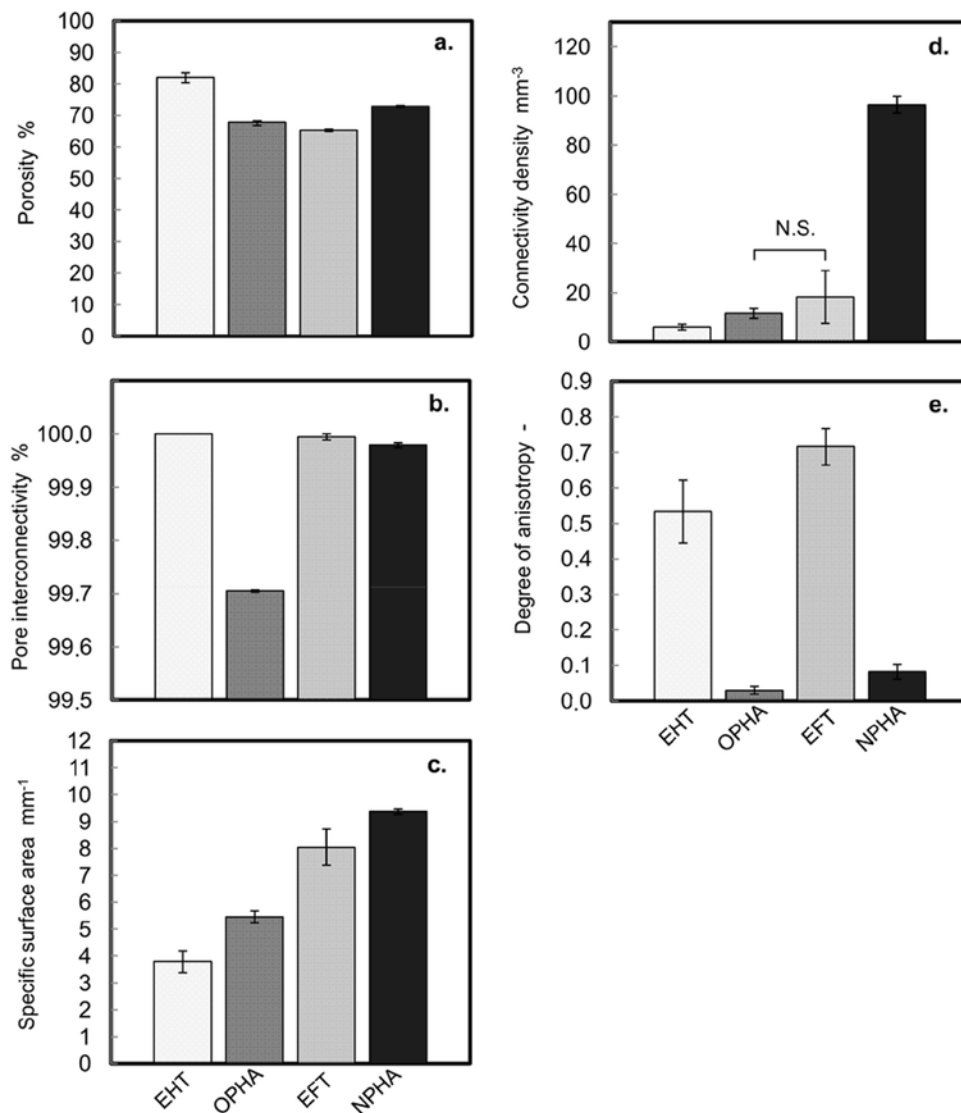 a.
Porosity %
100
90
80
70
60
50
40
30
20
10
0
b.
Pore interconnectivity %
100.0
99.9
99.8
99.7
99.6
99.5
c.
Specific surface area mm-1
12
11
10
9
8
7
6
5
4
3
2
1
0
EHT
OPHA
EFT
NPHA
d.
Connectivity density mm-3
120
100
80
60
40
20
0
N.S.
e.
Degree of anisotropy -
0.9
0.8
0.7
0.6
0.5
0.4
0.3
0.2
0.1
0.0
EHT
OPHA
EFT
NPHA